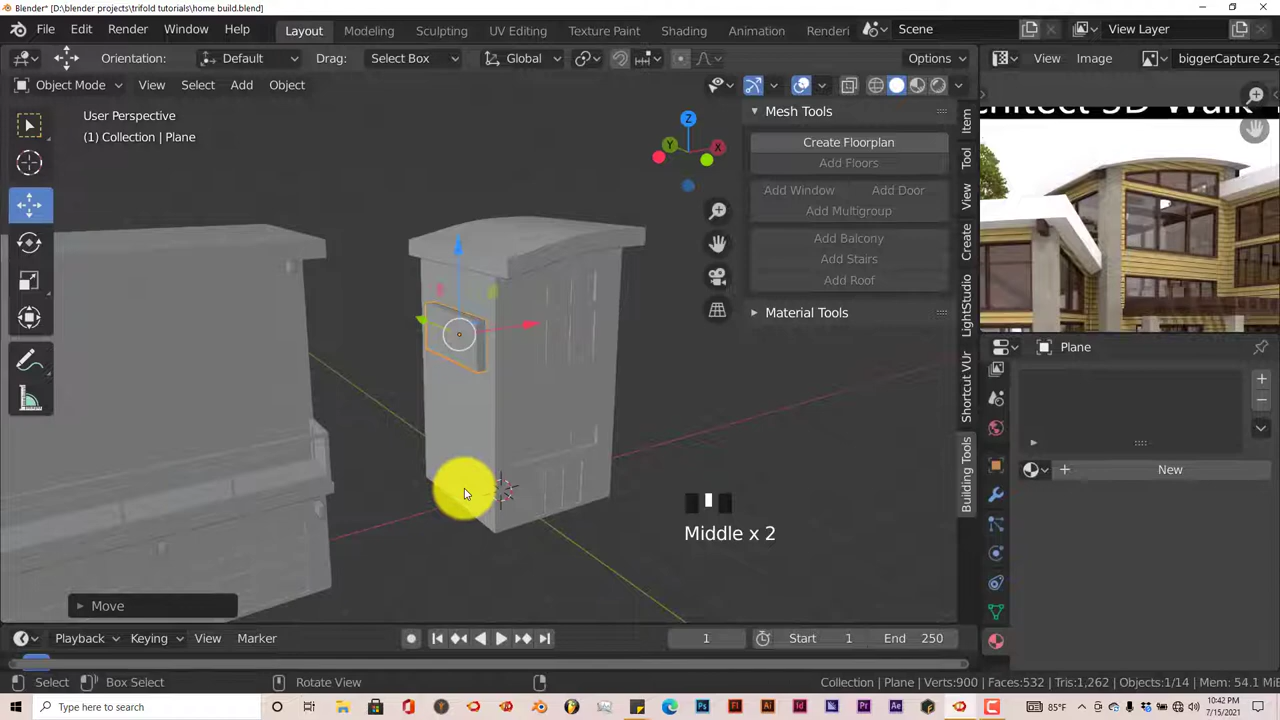 Blender* [D:\blender projects\trifold tutorials\home build.blend]
File Edit Render Window Help Layout Modeling Sculpting UV Editing Texture Paint Shading Animation Renderi Scene View Layer
Orientation: Default Drag: Select Box Global Options View Image biggerCapture 2-g
Object Mode View Select Add Object
User Perspective
(1) Collection | Plane
Z
Y
X
Mesh Tools
Create Floorplan
Add Floors
Add Window Add Door
Add Multigroup
Add Balcony
Add Stairs
Add Roof
Material Tools
Item
Tool
View
Create
LightStudio
Shortcut VUr
Building Tools
chitect 3D Walk
Plane
New
Middle x 2
Move
Playback Keying View Marker 1 Start 1 End 250
Select Box Select Rotate View Collection | Plane Verts:900 | Faces:532 | Tris:1,262 | Objects:1/14 | Mem: 54.1 Mi
Type here to search 85°F 10:42 PM
7/15/2021